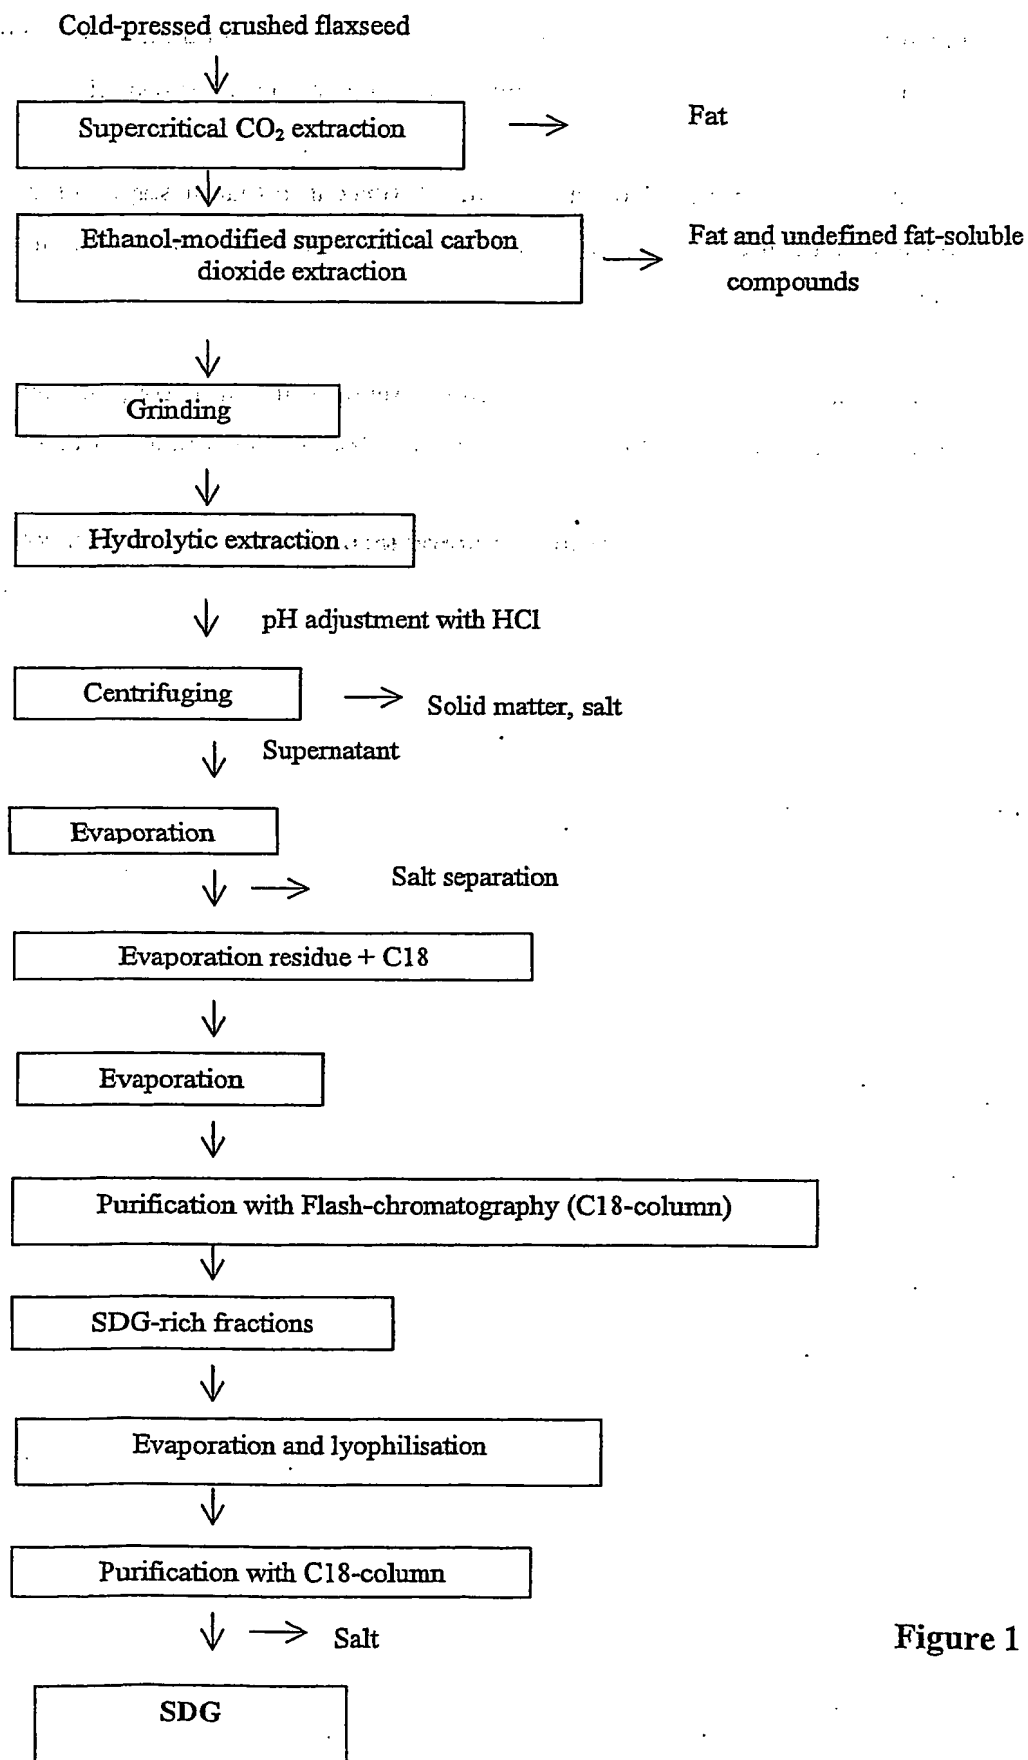 Cold-pressed crushed flaxseed
Supercritical CO₂ extraction
Fat
Ethanol-modified supercritical carbon
dioxide extraction
Fat and undefined fat-soluble
compounds
Grinding
Hydrolytic extraction
pH adjustment with HCl
Centrifuging
Solid matter, salt
Supernatant
Evaporation
Salt separation
Evaporation residue + C18
Evaporation
Purification with Flash-chromatography (C18-column)
SDG-rich fractions
Evaporation and lyophilisation
Purification with C18-column
Salt
Figure 1
SDG